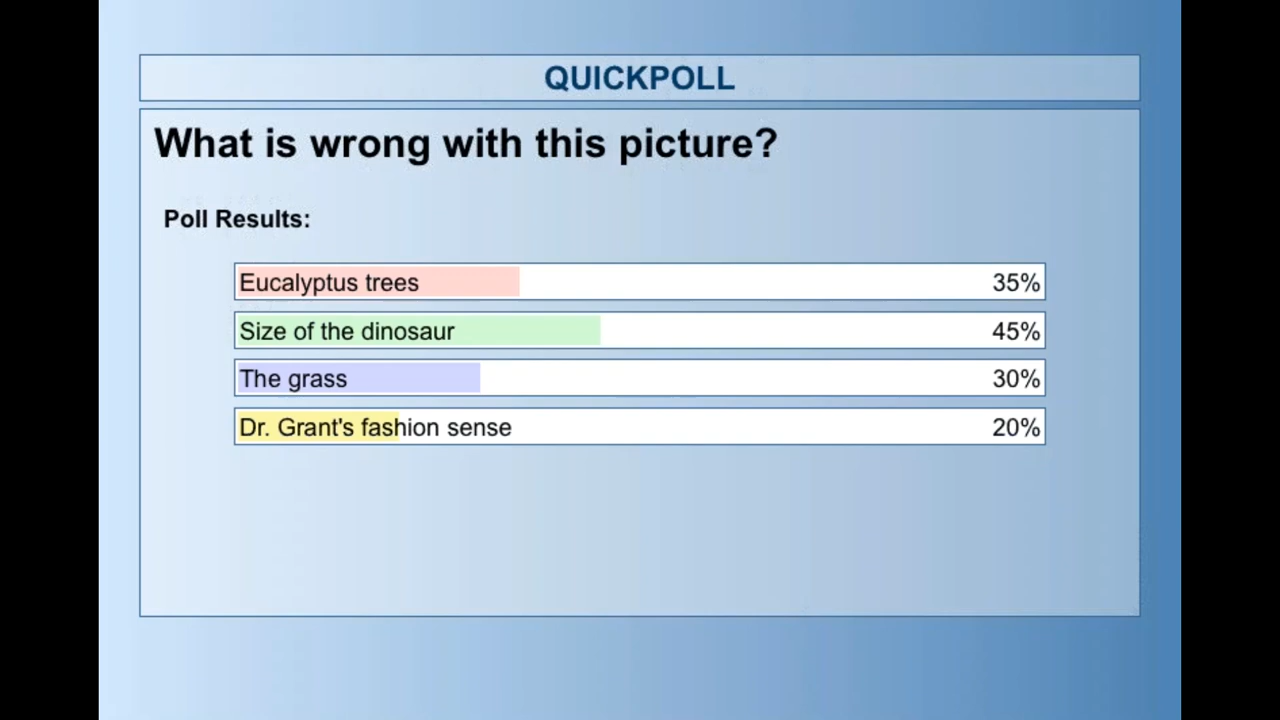 QUICKPOLL
What is wrong with this picture?
Poll Results:
Eucalyptus trees 35%
Size of the dinosaur 45%
The grass 30%
Dr. Grant's fashion sense 20%